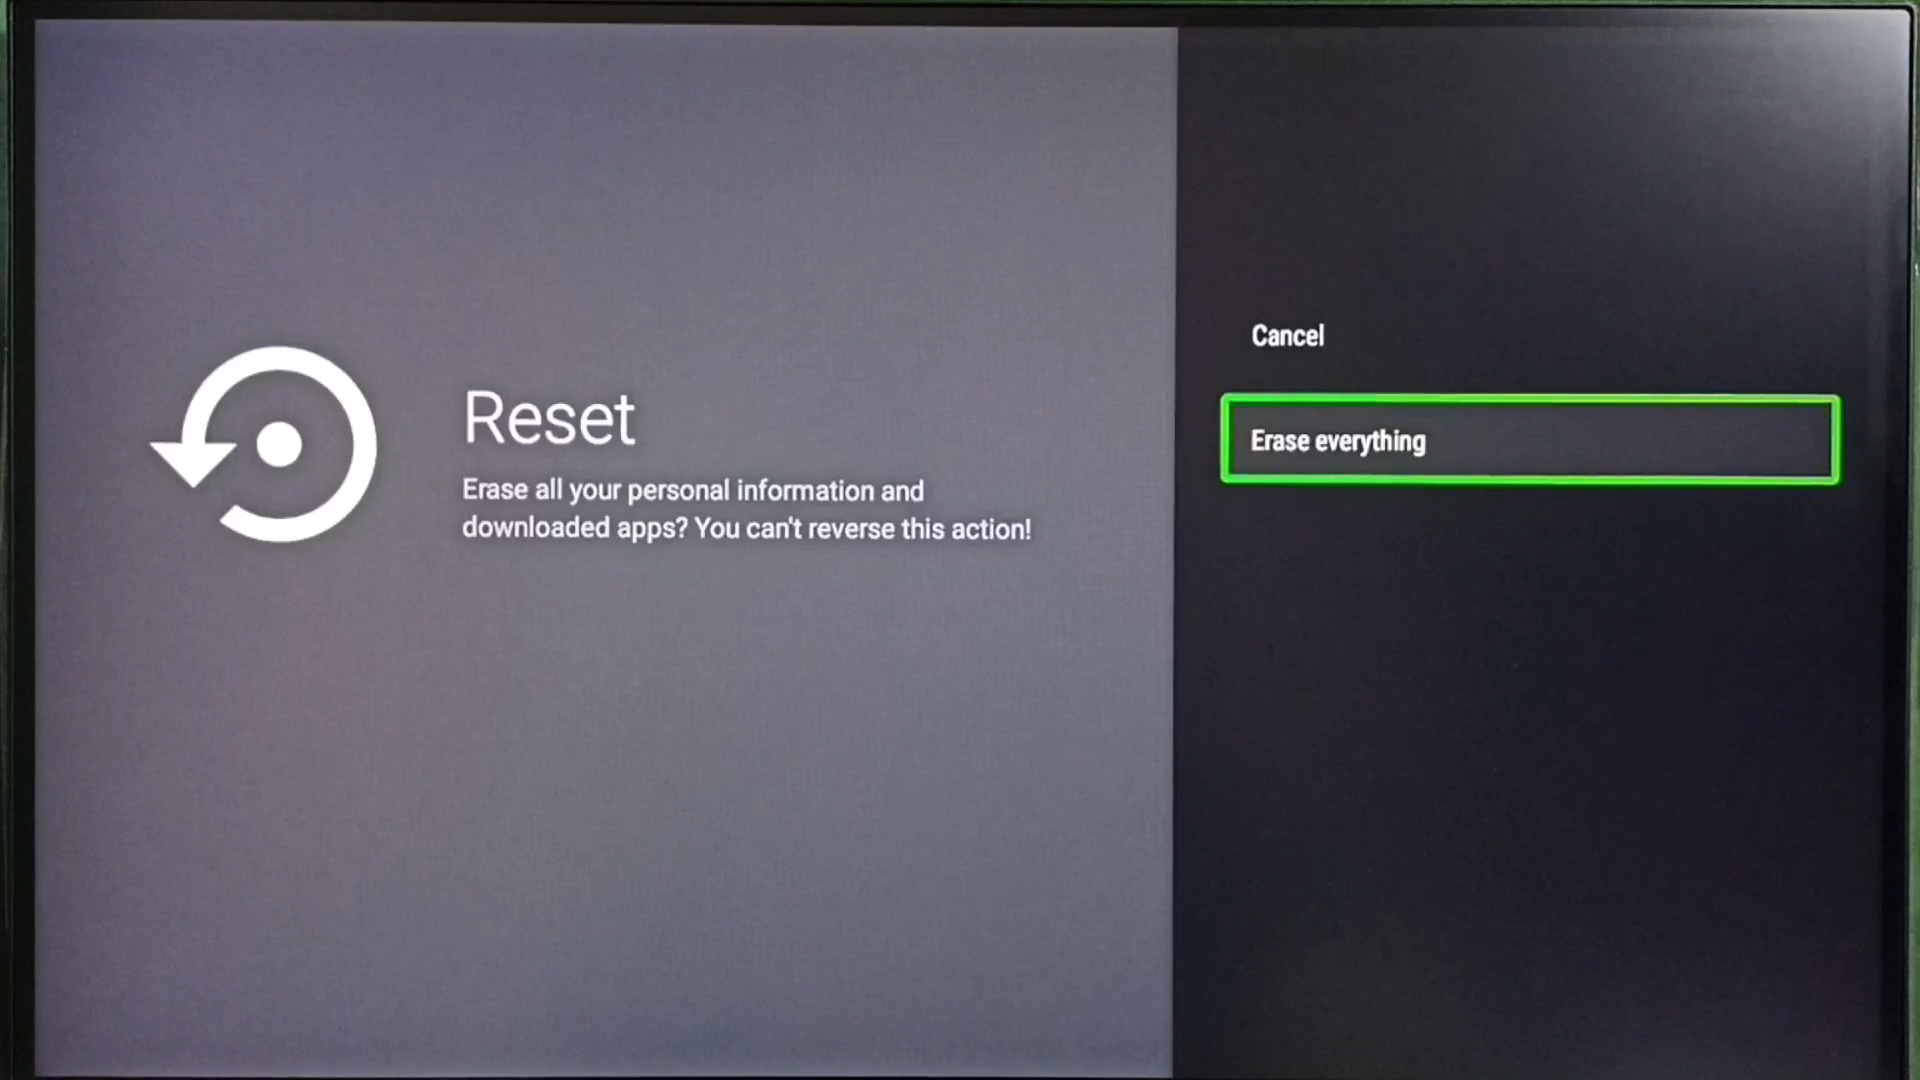 Reset
Erase all your personal information and
downloaded apps? You can't reverse this action!
Cancel
Erase everything